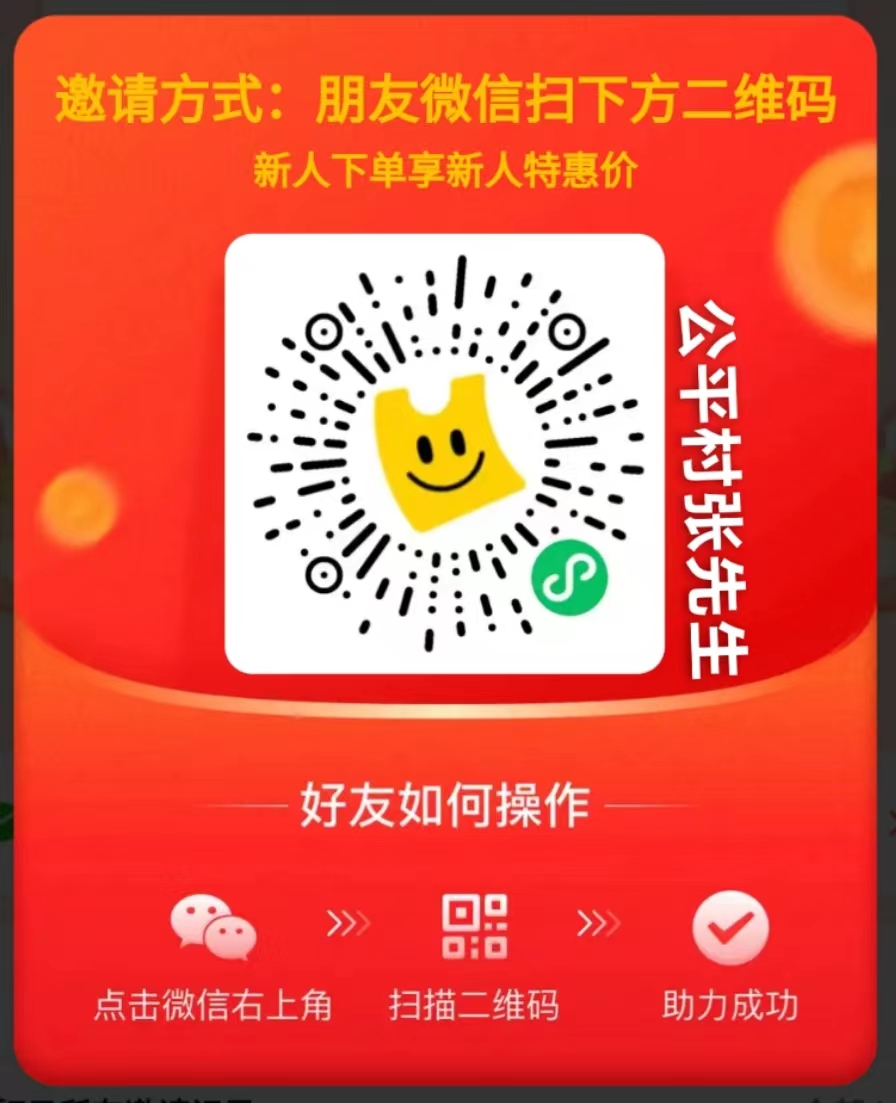 邀请方式：朋友微信扫下方二维码
新人下单享新人特惠价
公平村张先生
好友如何操作
点击微信右上角
扫描二维码
助力成功